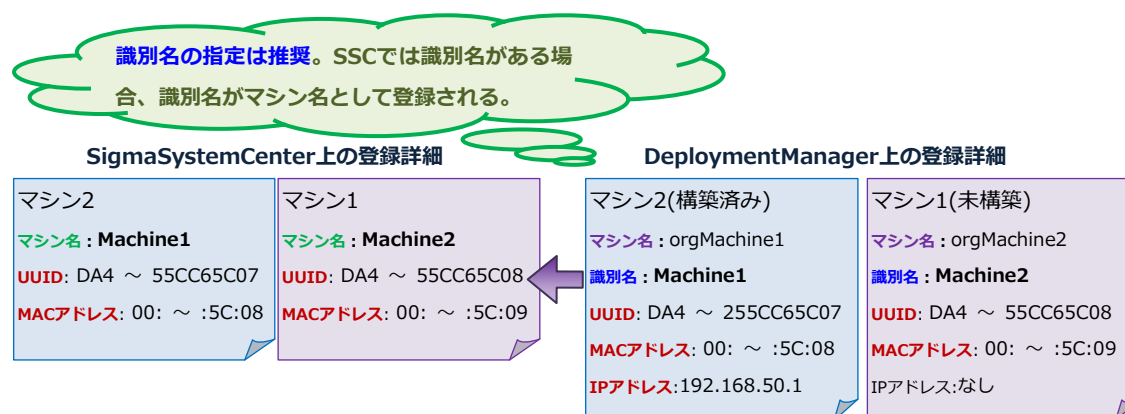 識別名の指定は推奨。SSCでは識別名がある場
合、識別名がマシン名として登録される。
SigmaSystemCenter上の登録詳細
マシン2
マシン名 : Machine1
UUID: DA4 ～ 55CC65C07
MACアドレス: 00: ～ :5C:08
マシン1
マシン名 : Machine2
UUID: DA4 ～ 55CC65C08
MACアドレス: 00: ～ :5C:09
DeploymentManager上の登録詳細
マシン2(構築済み)
マシン名 : orgMachine1
識別名 : Machine1
UUID: DA4 ～ 255CC65C07
MACアドレス: 00: ～ :5C:08
IPアドレス:192.168.50.1
マシン1(未構築)
マシン名 : orgMachine2
識別名 : Machine2
UUID: DA4 ～ 55CC65C08
MACアドレス: 00: ～ :5C:09
IPアドレス:なし